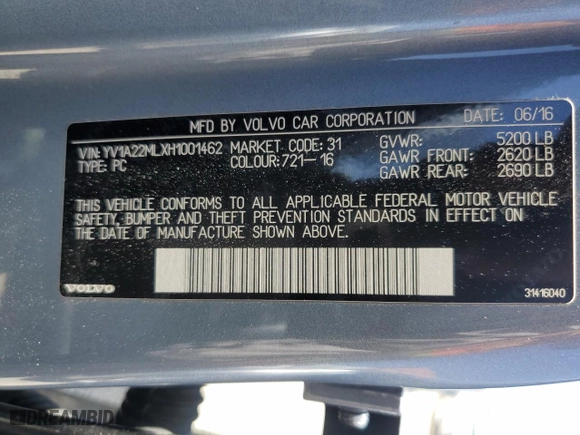 MFD BY VOLVO CAR CORPORATION DATE: 06/16
VIN: YV1A22MLXH1001462 MARKET CODE: 31 GVWR: 5200 LB
TYPE: PC COLOUR: 721-16 GAWR FRONT: 2620 LB
GAWR REAR: 2690 LB
THIS VEHICLE CONFORMS TO ALL APPLICABLE FEDERAL MOTOR VEHICLE
SAFETY, BUMPER AND THEFT PREVENTION STANDARDS IN EFFECT ON
THE DATE OF MANUFACTURE SHOWN ABOVE.
VOLVO 31416040
DREAMBID